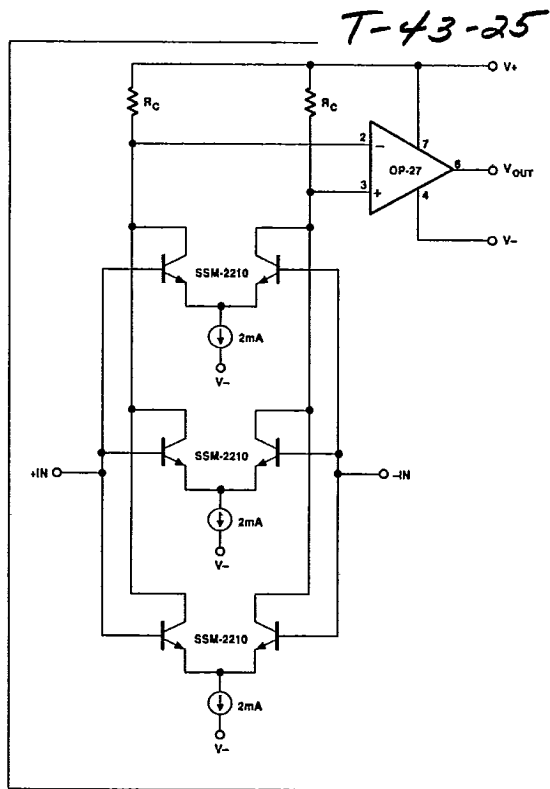 T-43-25
V+
RC
RC
2
−
7
OP-27
6
VOUT
3
+
4
V−
SSM-2210
2mA
V−
SSM-2210
+IN
−IN
2mA
V−
SSM-2210
2mA
V−